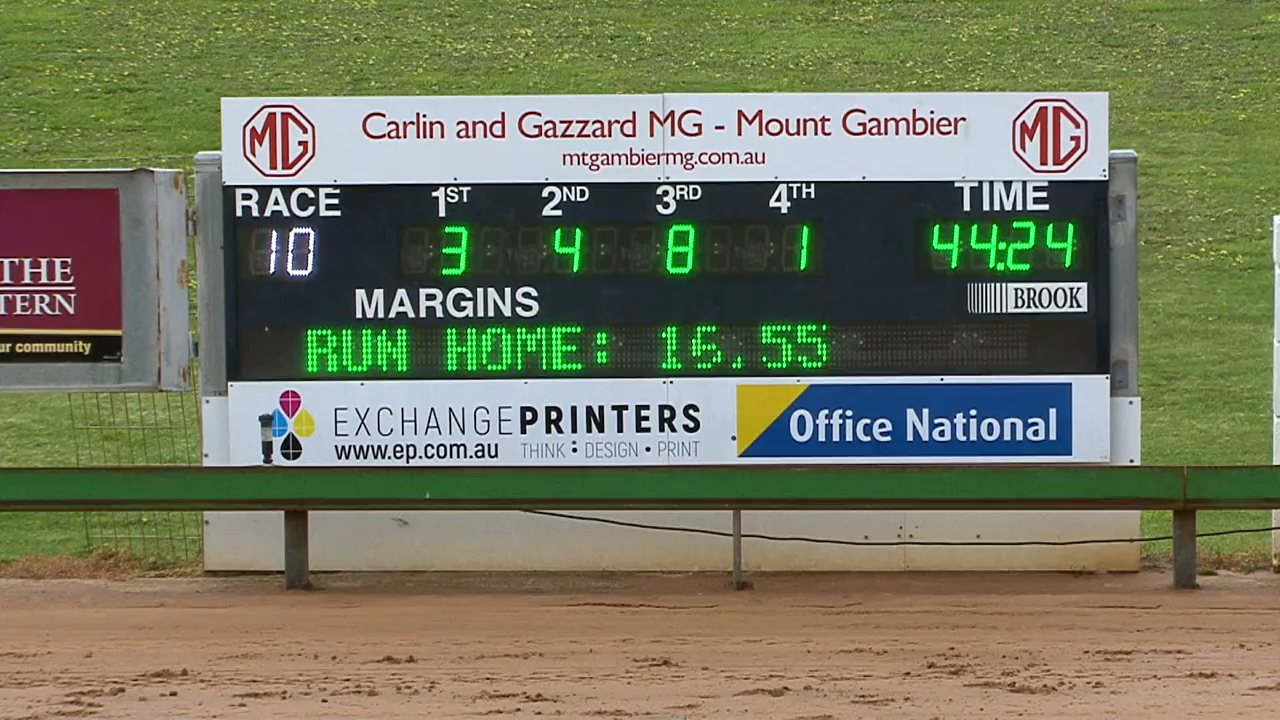 MG Carlin and Gazzard MG - Mount Gambier MG
mtgambiermg.com.au
RACE 1ST 2ND 3RD 4TH TIME
10 3 4 8 1 44:24
MARGINS BROOK
RUN HOME: 16.55
THE
TERN
ur community
EXCHANGEPRINTERS
www.ep.com.au THINK : DESIGN • PRINT
Office National